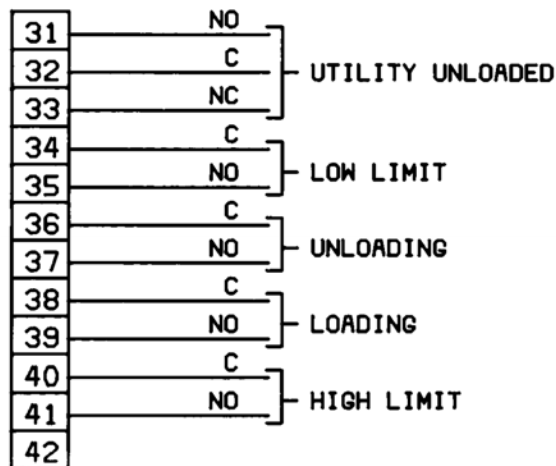 31 NO
32 C UTILITY UNLOADED
33 NC
34 C
LOW LIMIT
35 NO
36 C
UNLOADING
37 NO
38 C
LOADING
39 NO
40 C
HIGH LIMIT
41 NO
42